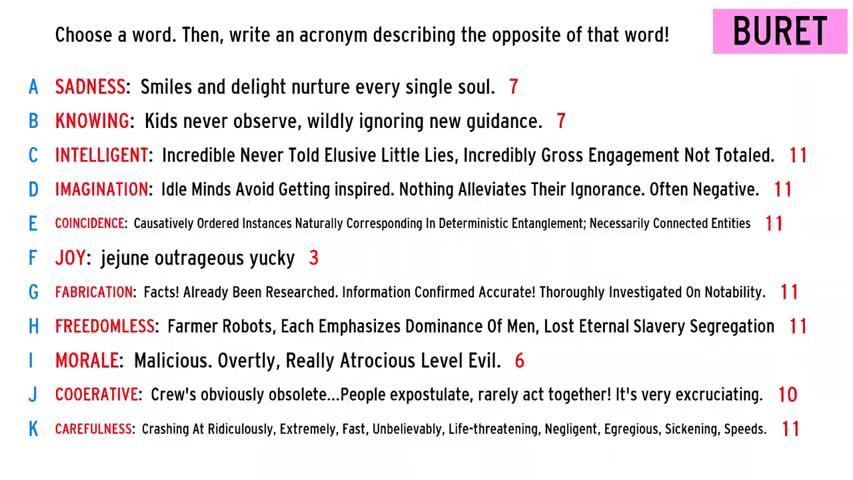 Choose a word. Then, write an acronym describing the opposite of that word!
BURET
A SADNESS: Smiles and delight nurture every single soul. 7
B KNOWING: Kids never observe, wildly ignoring new guidance. 7
C INTELLIGENT: Incredible Never Told Elusive Little Lies, Incredibly Gross Engagement Not Totaled. 11
D IMAGINATION: Idle Minds Avoid Getting inspired. Nothing Alleviates Their Ignorance. Often Negative. 11
E COINCIDENCE: Causatively Ordered Instances Naturally Corresponding In Deterministic Entanglement; Necessarily Connected Entities 11
F JOY: jejune outrageous yucky 3
G FABRICATION: Facts! Already Been Researched. Information Confirmed Accurate! Thoroughly Investigated On Notability. 11
H FREEDOMLESS: Farmer Robots, Each Emphasizes Dominance Of Men, Lost Eternal Slavery Segregation 11
I MORALE: Malicious. Overtly, Really Atrocious Level Evil. 6
J COOERATIVE: Crew's obviously obsolete...People expostulate, rarely act together! It's very excruciating. 10
K CAREFULNESS: Crashing At Ridiculously, Extremely, Fast, Unbelievably, Life-threatening, Negligent, Egregious, Sickening, Speeds. 11